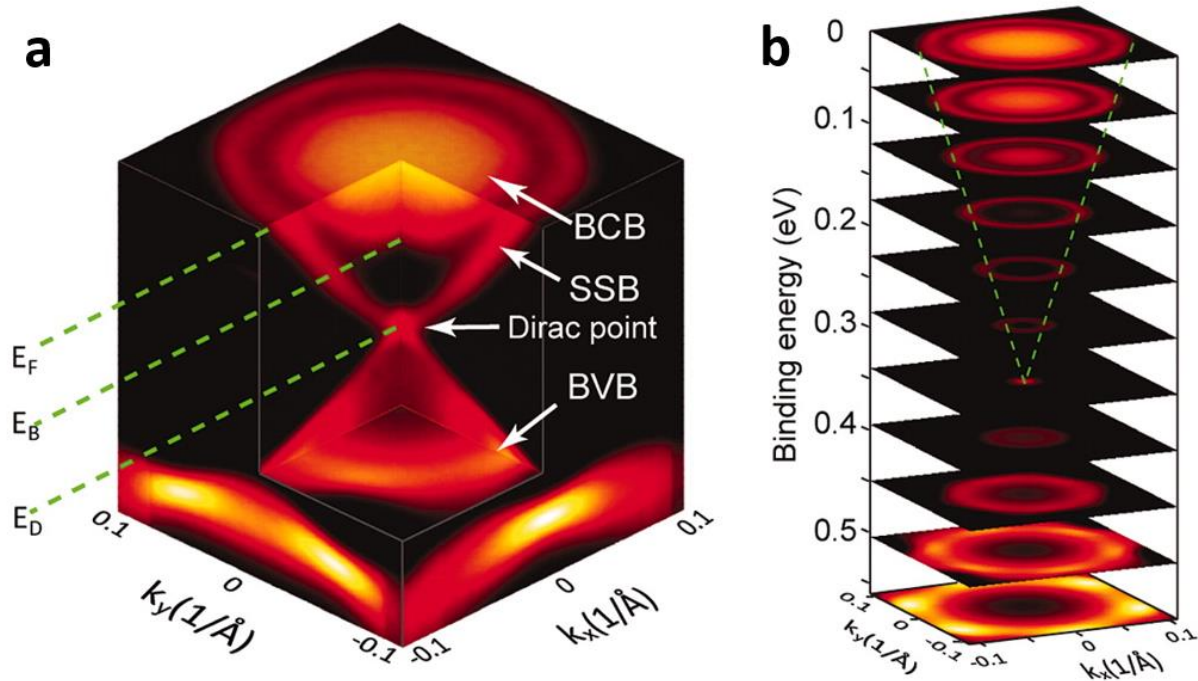 a
BCB
SSB
Dirac point
BVB
E_F
E_B
E_D
0.1
0
-0.1
k_y(1/Å)
-0.1
0
0.1
k_x(1/Å)
b
0
0.1
0.2
0.3
0.4
0.5
Binding energy (eV)
0.1
0
-0.1
k_y(1/Å)
-0.1
0
0.1
k_x(1/Å)